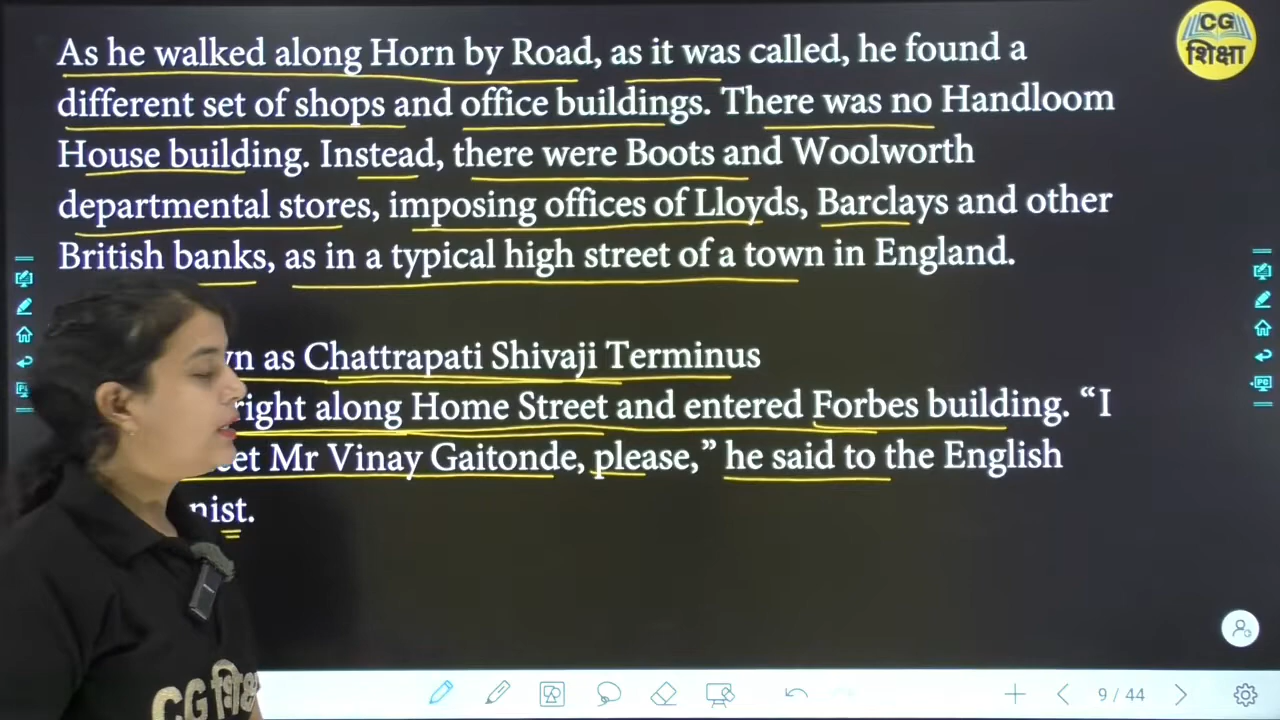 CG
शिक्षा
As he walked along Horn by Road, as it was called, he found a
different set of shops and office buildings. There was no Handloom
House building. Instead, there were Boots and Woolworth
departmental stores, imposing offices of Lloyds, Barclays and other
British banks, as in a typical high street of a town in England.
as Chattrapati Shivaji Terminus
right along Home Street and entered Forbes building. “I
Mr Vinay Gaitonde, please,” he said to the English
9 / 44
CG